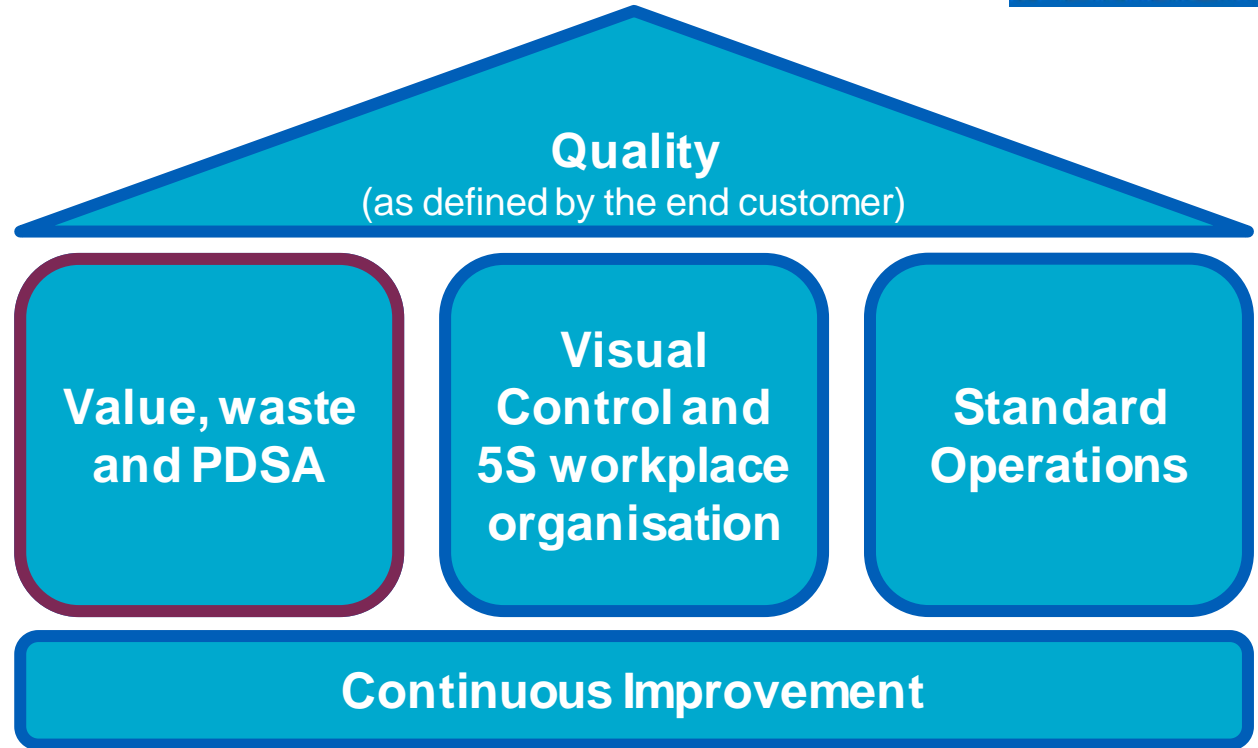 Quality
(as defined by the end customer)
Value, waste
and PDSA
Visual
Control and
5S workplace
organisation
Standard
Operations
Continuous Improvement